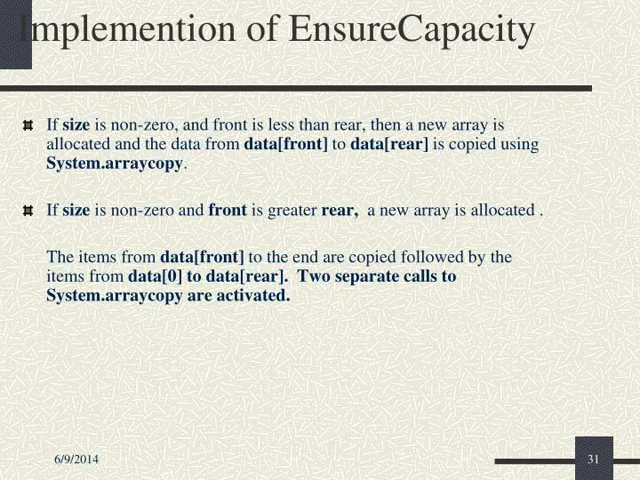 Implemention of EnsureCapacity
If size is non-zero, and front is less than rear, then a new array is
allocated and the data from data[front] to data[rear] is copied using
System.arraycopy.
If size is non-zero and front is greater rear, a new array is allocated .
The items from data[front] to the end are copied followed by the
items from data[0] to data[rear]. Two separate calls to
System.arraycopy are activated.
6/9/2014
31